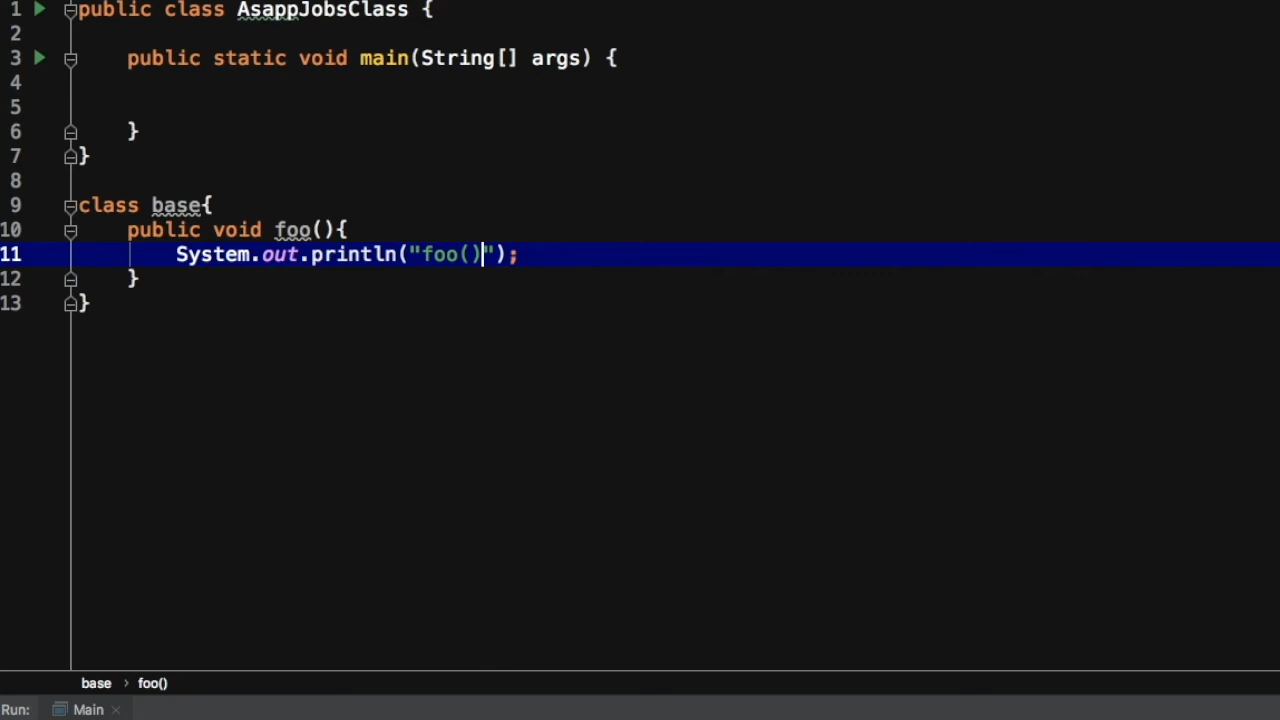 1 public class AsappJobsClass {
2
3 public static void main(String[] args) {
4
5
6 }
7 }
8
9 class base{
10 public void foo(){
11 System.out.println("foo()");
12 }
13 }
base › foo()
Run: Main ×